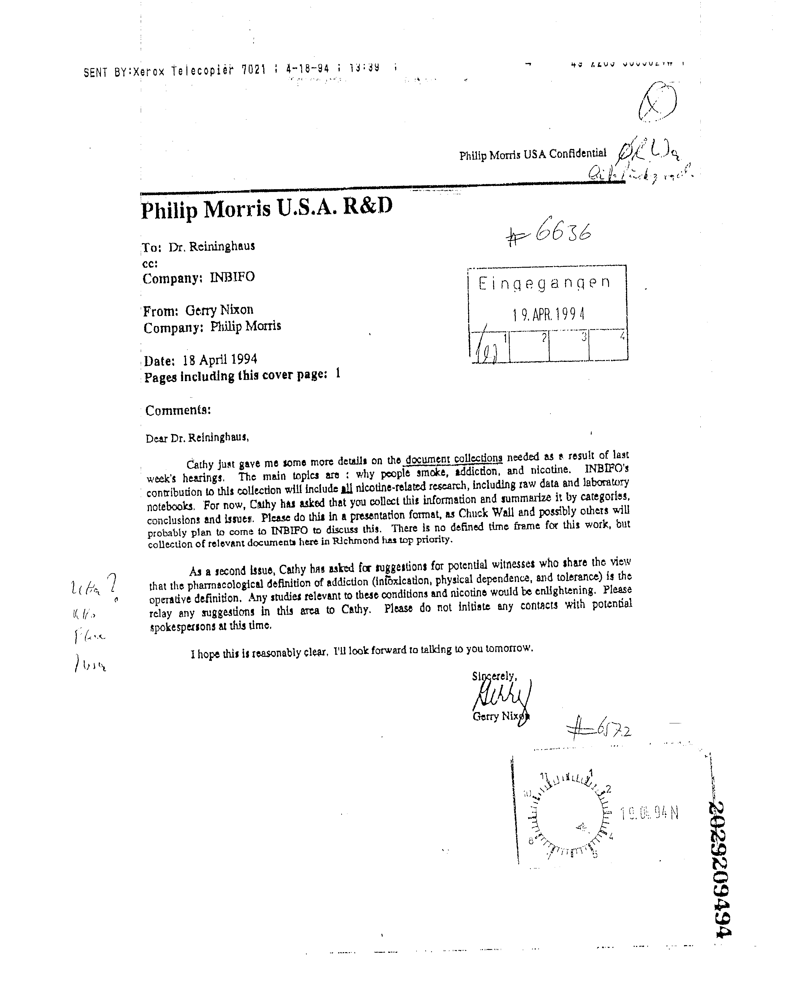 SENT BY:Xerox Telecopier 7021 ; 4-18-94 ; 13:39 ;
Philip Morris USA Confidential
Philip Morris U.S.A. R&D
# 6636
To: Dr. Reininghaus
cc:
Company: INBIFO
Eingegangen
19. APR. 1994
1 2 3 4
From: Gerry Nixon
Company: Philip Morris
Date: 18 April 1994
Pages including this cover page: 1
Comments:
Dear Dr. Reininghaus,
Cathy just gave me some more details on the document collections needed as a result of last
week's hearings. The main topics are : why people smoke, addiction, and nicotine. INBIFO's
contribution to this collection will include all nicotine-related research, including raw data and laboratory
notebooks. For now, Cathy has asked that you collect this information and summarize it by categories,
conclusions and issues. Please do this in a presentation format, as Chuck Wall and possibly others will
probably plan to come to INBIFO to discuss this. There is no defined time frame for this work, but
collection of relevant documents here in Richmond has top priority.
As a second issue, Cathy has asked for suggestions for potential witnesses who share the view
that the pharmacological definition of addiction (intoxication, physical dependence, and tolerance) is the
operative definition. Any studies relevant to these conditions and nicotine would be enlightening. Please
relay any suggestions in this area to Cathy. Please do not initiate any contacts with potential
spokespersons at this time.
I hope this is reasonably clear. I'll look forward to talking to you tomorrow.
Sincerely,
Gerry
Gerry Nixon
# 6572
11 1 2 4 5 7 8 10
19.04.94 N
2029209494